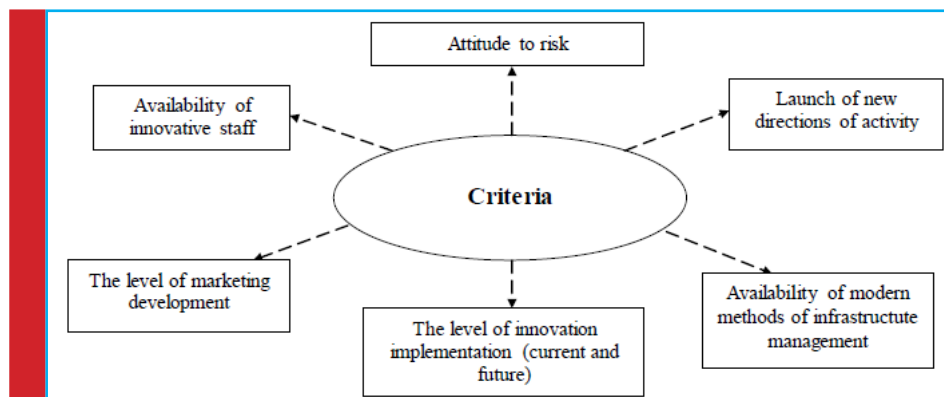 Attitude to risk
Availability of
innovative staff
Launch of new
directions of activity
Criteria
The level of marketing
development
The level of innovation
implementation (current and
future)
Availability of modern
methods of infrastructute
management